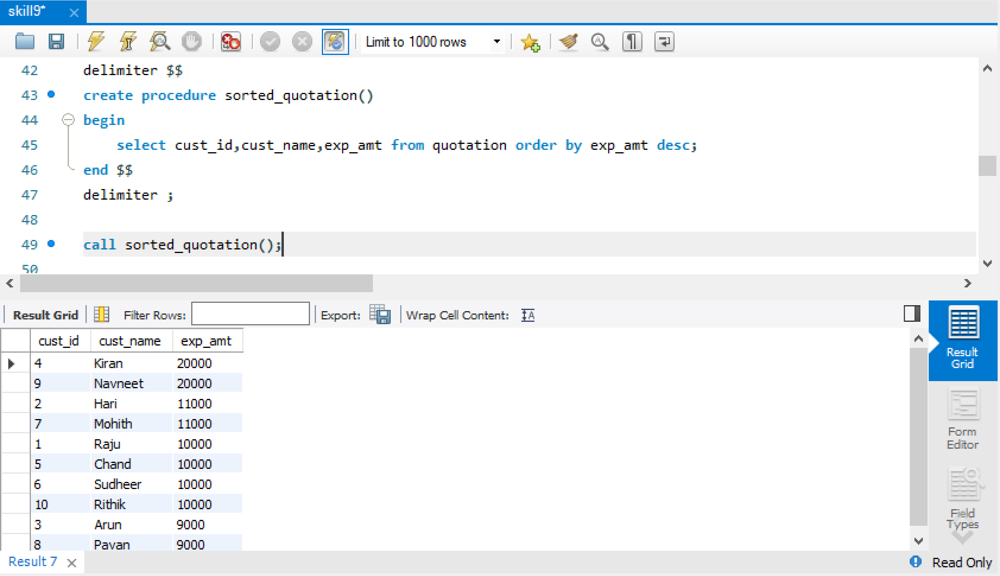 skill9*
Limit to 1000 rows
42 delimiter $$
43 create procedure sorted_quotation()
44 begin
45 select cust_id,cust_name,exp_amt from quotation order by exp_amt desc;
46 end $$
47 delimiter ;
48
49 call sorted_quotation();
50
Result Grid Filter Rows: Export: Wrap Cell Content:
cust_id cust_name exp_amt
4 Kiran 20000
9 Navneet 20000
2 Hari 11000
7 Mohith 11000
1 Raju 10000
5 Chand 10000
6 Sudheer 10000
10 Rithik 10000
3 Arun 9000
8 Pavan 9000
Result
Grid
Form
Editor
Field
Types
Result 7
Read Only